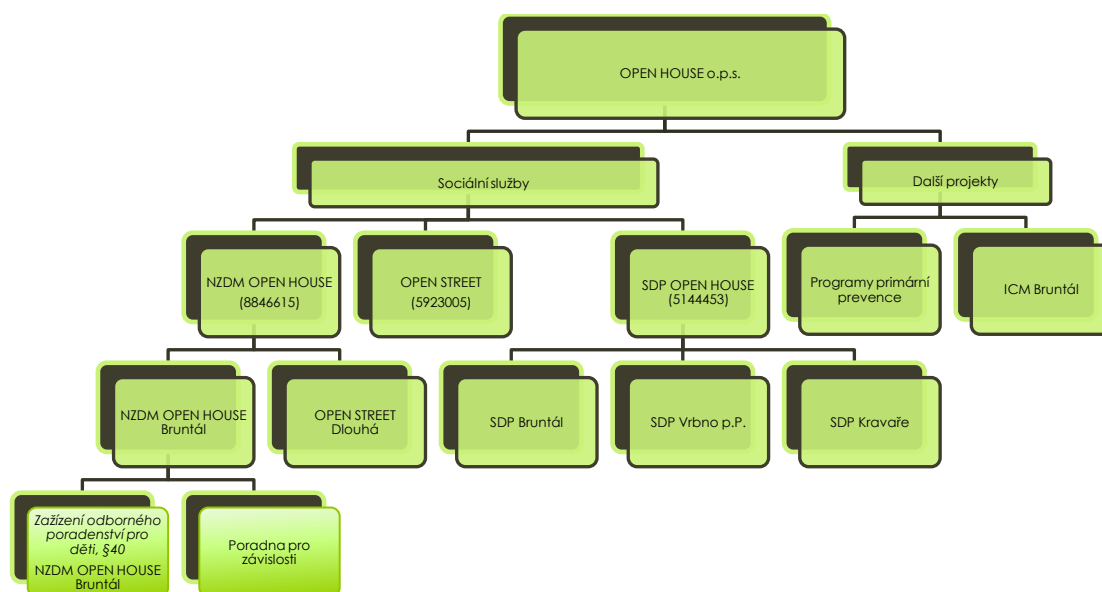 OPEN HOUSE o.p.s.
Sociální služby
Další projekty
NZDM OPEN HOUSE
(8846615)
OPEN STREET
(5923005)
SDP OPEN HOUSE
(5144453)
Programy primární
prevence
ICM Bruntál
NZDM OPEN HOUSE
Bruntál
OPEN STREET
Dlouhá
SDP Bruntál
SDP Vrbno p.P.
SDP Kravaře
Zažízení odborného
poradenství pro
děti, §40
NZDM OPEN HOUSE
Bruntál
Poradna pro
závislosti